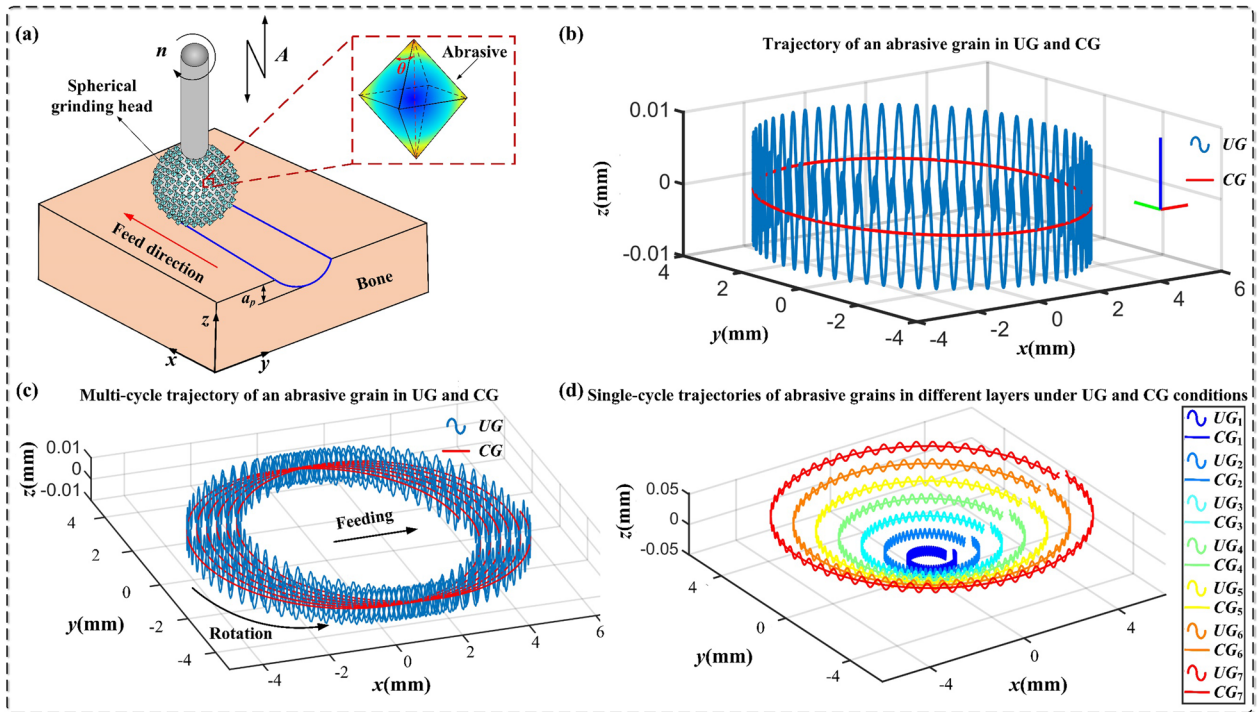 (a)
n
A
Spherical
grinding head
θ
Abrasive
Feed direction
a_p
Bone
z
x
y
(b)
Trajectory of an abrasive grain in UG and CG
0.01
0
-0.01
z(mm)
4
2
0
-2
-4
y(mm)
-4
-2
0
2
4
6
x(mm)
UG
CG
(c)
Multi-cycle trajectory of an abrasive grain in UG and CG
UG
CG
0.01
0
-0.01
z(mm)
Feeding
Rotation
4
2
0
-2
-4
y(mm)
-4
-2
0
2
4
6
x(mm)
(d)
Single-cycle trajectories of abrasive grains in different layers under UG and CG conditions
0.05
0
-0.05
z(mm)
4
0
-4
y(mm)
-4
0
4
x(mm)
UG₁
CG₁
UG₂
CG₂
UG₃
CG₃
UG₄
CG₄
UG₅
CG₅
UG₆
CG₆
UG₇
CG₇